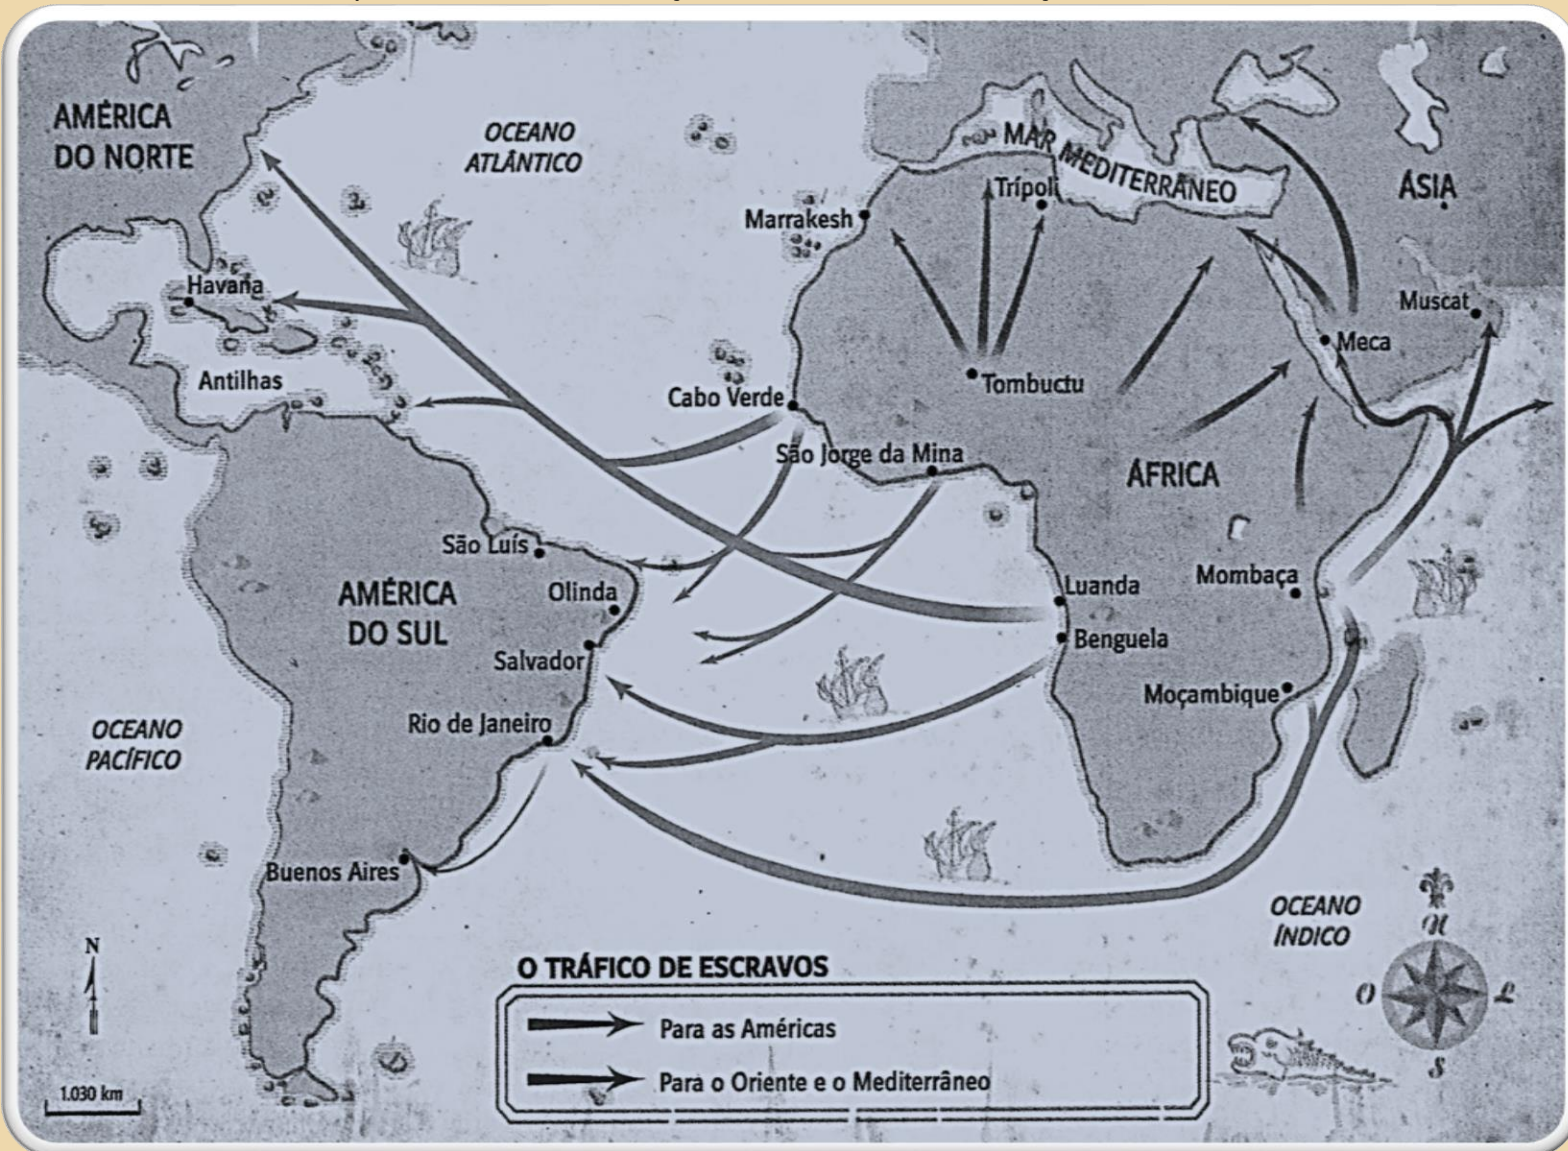 AMÉRICA
DO NORTE
OCEANO
ATLÂNTICO
MAR MEDITERRÂNEO
ÁSIA
Trípoli
Marrakesh
Havana
Muscat
Meca
Antilhas
Cabo Verde
Tombuctu
São Jorge da Mina
ÁFRICA
São Luís
AMÉRICA
DO SUL
Olinda
Luanda
Mombaça
Salvador
Benguela
Moçambique
Rio de Janeiro
OCEANO
PACÍFICO
Buenos Aires
OCEANO
ÍNDICO
N
N
O
L
S
O TRÁFICO DE ESCRAVOS
Para as Américas
Para o Oriente e o Mediterrâneo
1.030 km